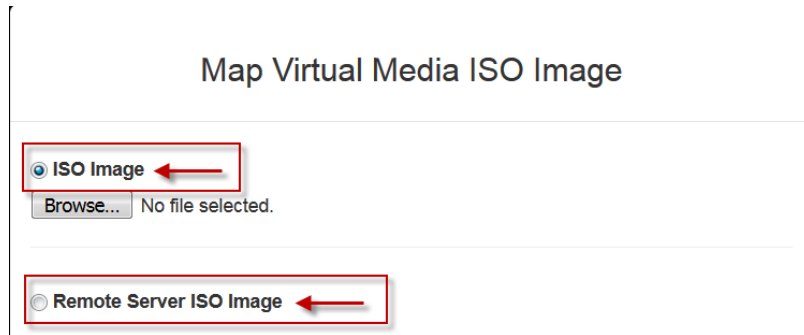 Map Virtual Media ISO Image
ISO Image
Browse... No file selected.
Remote Server ISO Image